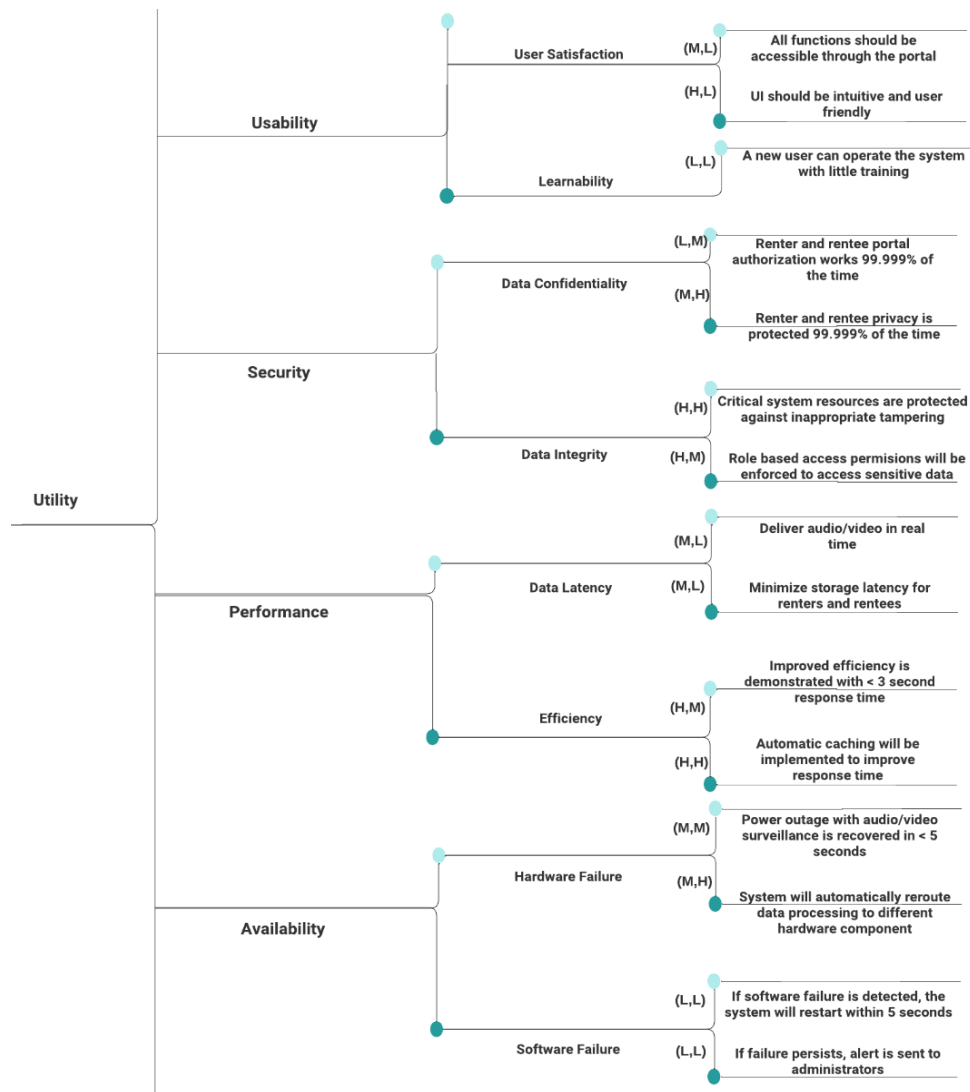 Utility
Usability
User Satisfaction
(M,L)
All functions should be
accessible through the portal
(H,L)
UI should be intuitive and user
friendly
Learnability
(L,L)
A new user can operate the system
with little training
Security
Data Confidentiality
(L,M)
Renter and rentee portal
authorization works 99.999% of
the time
(M,H)
Renter and rentee privacy is
protected 99.999% of the time
Data Integrity
(H,H)
Critical system resources are protected
against inappropriate tampering
(H,M)
Role based access permisions will be
enforced to access sensitive data
Performance
Data Latency
(M,L)
Deliver audio/video in real
time
(M,L)
Minimize storage latency for
renters and rentees
Efficiency
(H,M)
Improved efficiency is
demonstrated with < 3 second
response time
(H,H)
Automatic caching will be
implemented to improve
response time
Availability
Hardware Failure
(M,M)
Power outage with audio/video
surveillance is recovered in < 5
seconds
(M,H)
System will automatically reroute
data processing to different
hardware component
Software Failure
(L,L)
If software failure is detected, the
system will restart within 5 seconds
(L,L)
If failure persists, alert is sent to
administrators